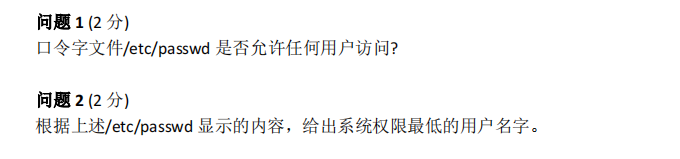 问题 1 (2 分)
口令字文件/etc/passwd 是否允许任何用户访问?
问题 2 (2 分)
根据上述/etc/passwd 显示的内容，给出系统权限最低的用户名字。